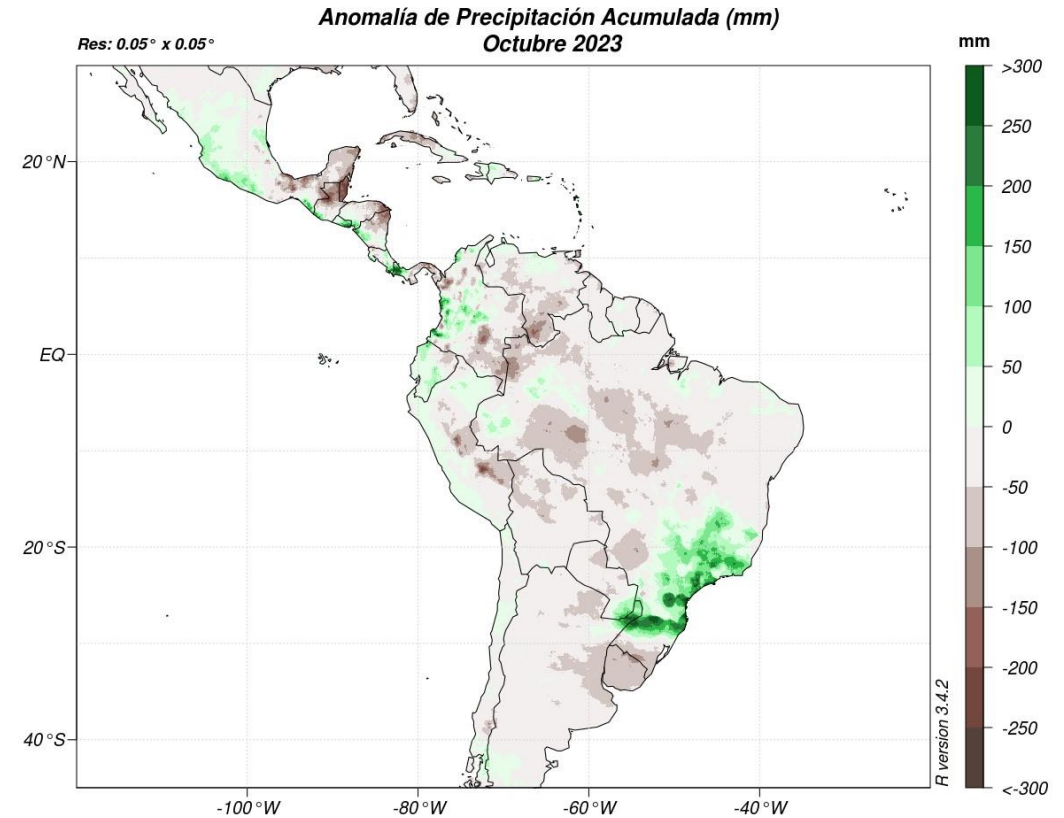 Anomalía de Precipitación Acumulada (mm)
Octubre 2023
Res: 0.05° x 0.05°
mm
>300
250
200
150
100
50
0
-50
-100
-150
-200
-250
<-300
20°N
EQ
20°S
40°S
-100°W
-80°W
-60°W
-40°W
R version 3.4.2